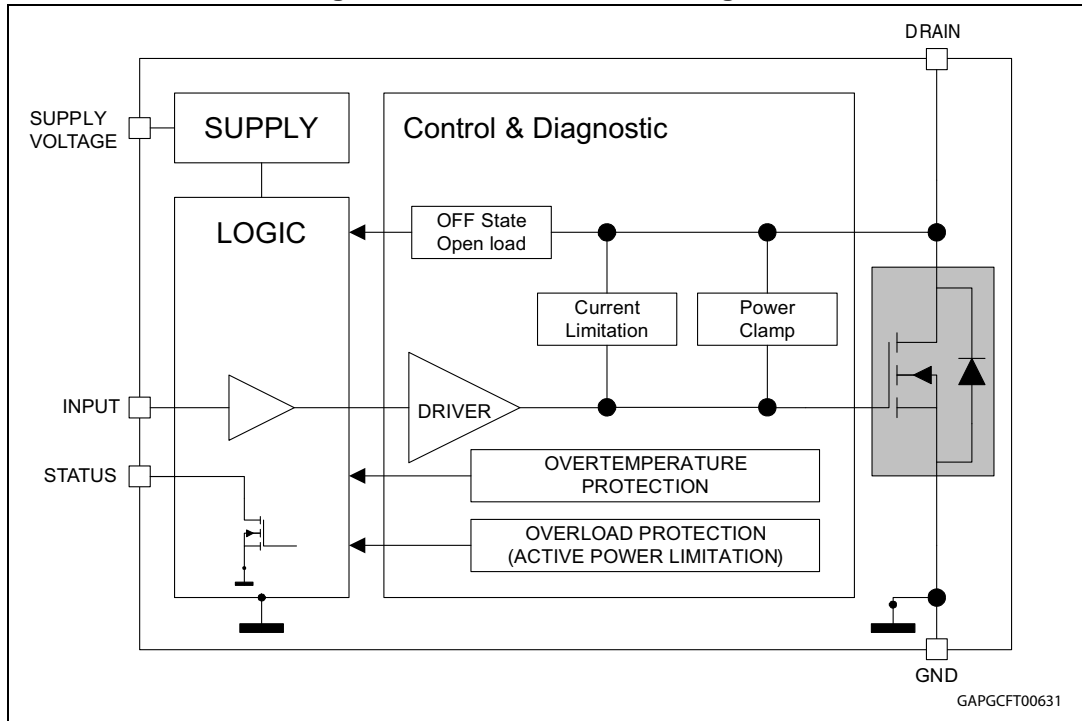 DRAIN
SUPPLY
VOLTAGE
SUPPLY
Control & Diagnostic
LOGIC
OFF State
Open load
Current
Limitation
Power
Clamp
INPUT
DRIVER
STATUS
OVERTEMPERATURE
PROTECTION
OVERLOAD PROTECTION
(ACTIVE POWER LIMITATION)
GND
GAPGCFT00631